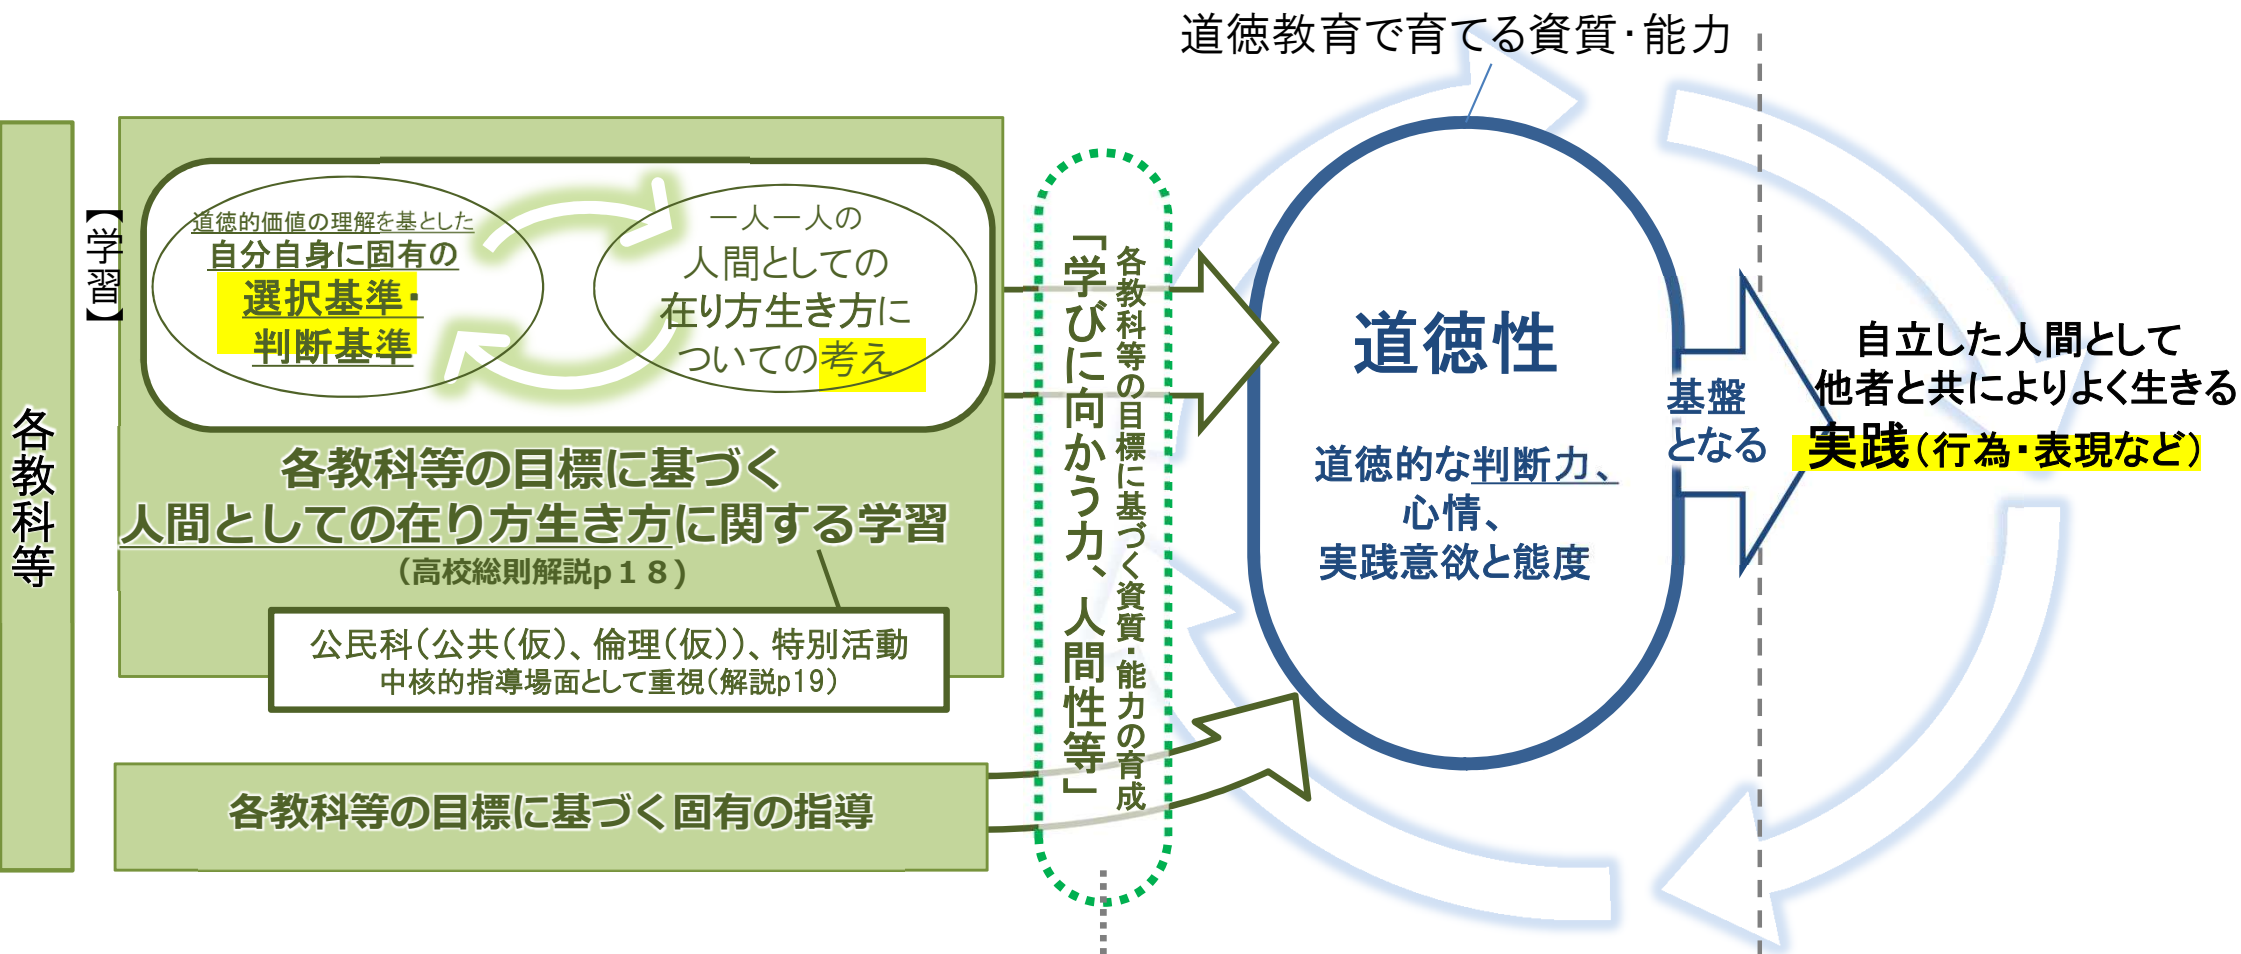 道徳教育で育てる資質・能力
各教科等
【学習】
道徳的価値の理解を基とした
自分自身に固有の
選択基準・
判断基準
一人一人の
人間としての
在り方生き方に
ついての考え
各教科等の目標に基づく
人間としての在り方生き方に関する学習
（高校総則解説p１８）
公民科（公共（仮）、倫理（仮））、特別活動
中核的指導場面として重視（解説p19）
各教科等の目標に基づく固有の指導
各教科等の目標に基づく資質・能力の育成
「学びに向かう力、人間性等」
道徳性
道徳的な判断力、
心情、
実践意欲と態度
基盤
となる
自立した人間として
他者と共によりよく生きる
実践（行為・表現など）